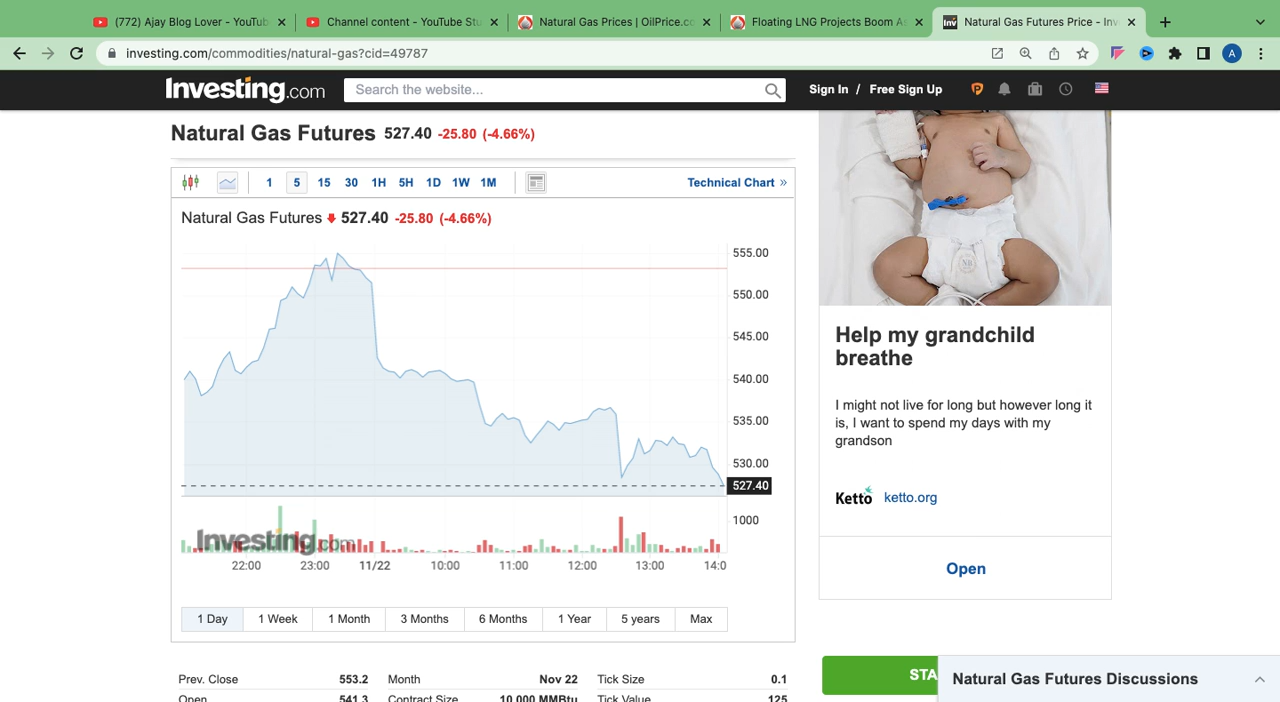 (772) Ajay Blog Lover - YouTub
Channel content - YouTube Stu
Natural Gas Prices | OilPrice.co
Floating LNG Projects Boom A
Natural Gas Futures Price - Inv
investing.com/commodities/natural-gas?cid=49787
A
Investing.com
Search the website...
Sign In / Free Sign Up
Natural Gas Futures 527.40 -25.80 (-4.66%)
1 5 15 30 1H 5H 1D 1W 1M
Technical Chart »
Natural Gas Futures 527.40 -25.80 (-4.66%)
555.00
550.00
545.00
540.00
535.00
530.00
527.40
1000
Investing.com
22:00 23:00 11/22 10:00 11:00 12:00 13:00 14:0
1 Day 1 Week 1 Month 3 Months 6 Months 1 Year 5 years Max
Prev. Close 553.2 Month Nov 22 Tick Size 0.1
Open 541.3 Contract Size 10,000 MMBtu Tick Value 125
NB
Help my grandchild
breathe
I might not live for long but however long it
is, I want to spend my days with my
grandson
Ketto ketto.org
Open
STA
Natural Gas Futures Discussions